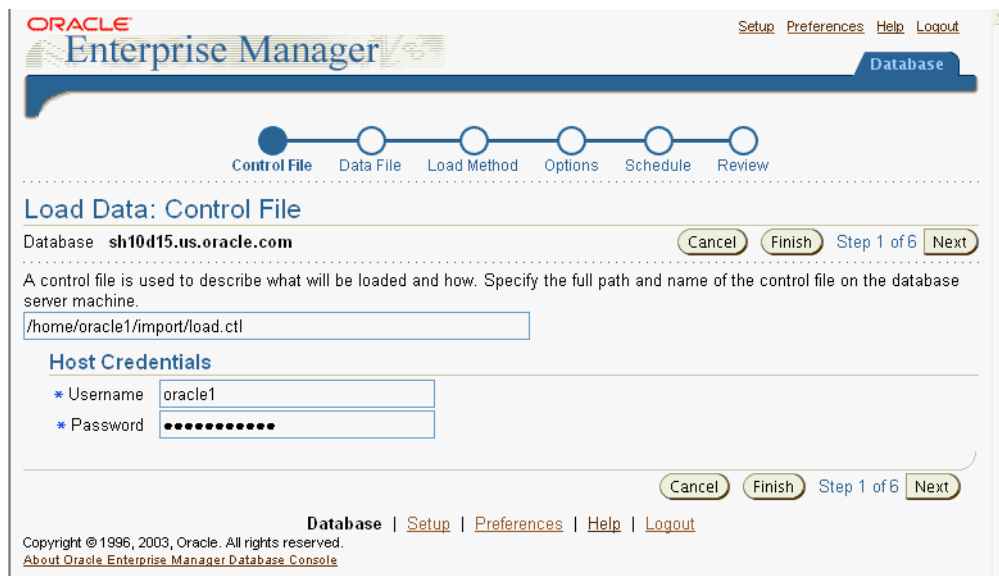 ORACLE
Enterprise Manager
Setup Preferences Help Logout
Database
Control File Data File Load Method Options Schedule Review
Load Data: Control File
Database sh10d15.us.oracle.com
Cancel Finish Step 1 of 6 Next
A control file is used to describe what will be loaded and how. Specify the full path and name of the control file on the database
server machine.
/home/oracle1/import/load.ctl
Host Credentials
* Username oracle1
* Password •••••••••••
Cancel Finish Step 1 of 6 Next
Database | Setup | Preferences | Help | Logout
Copyright © 1996, 2003, Oracle. All rights reserved.
About Oracle Enterprise Manager Database Console